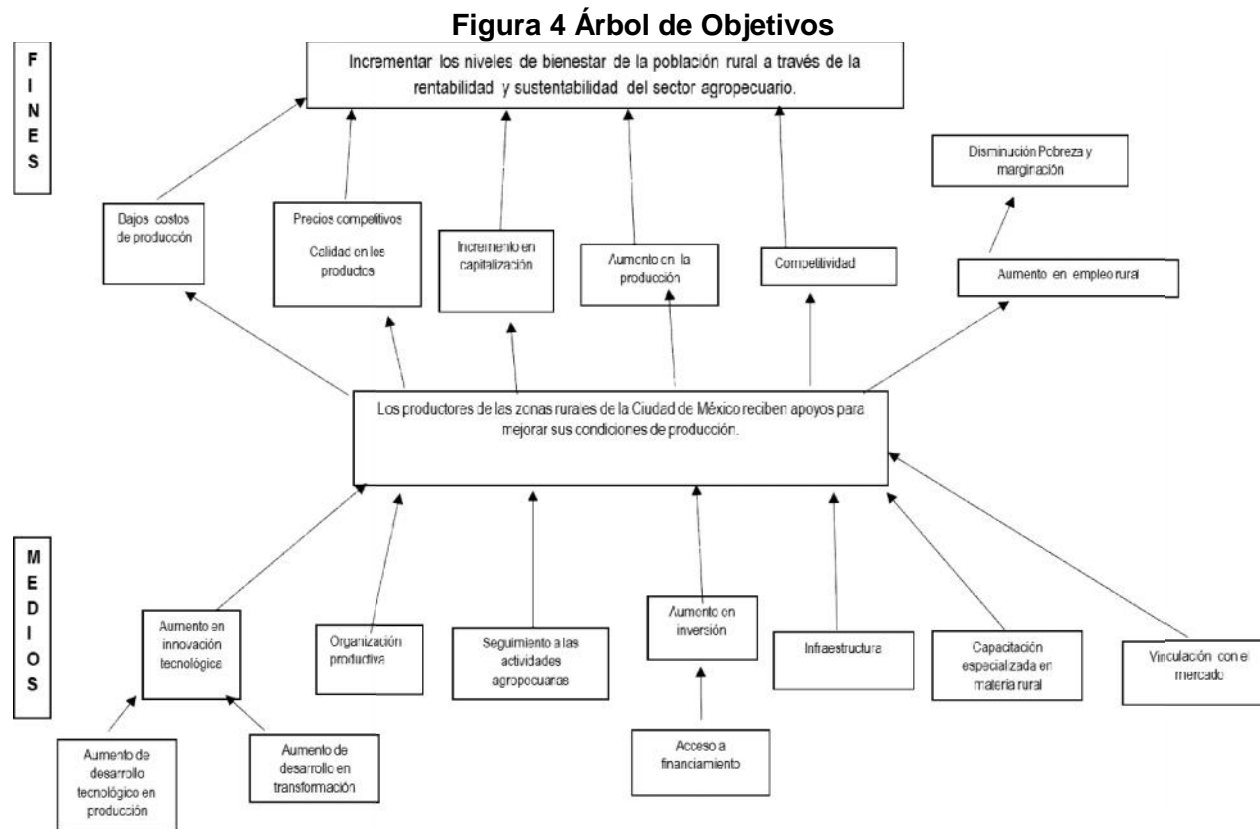 Figura 4 Árbol de Objetivos
F
I
N
E
S
Incrementar los niveles de bienestar de la población rural a través de la
rentabilidad y sustentabilidad del sector agropecuario.
Disminución Pobreza y
marginación
Dajos costos
de producción
Precios competitivos
Calidad en los
productos
Incremento en
capitalización
Aumento en la
producción
Competitividad
Aumento en empleo rural
Los productores de las zonas rurales de la Ciudad de México reciben apoyos para
mejorar sus condiciones de producción.
M
E
D
I
O
S
Aumento en
innovación
tecnológica
Organización
productiva
Seguimiento a las
actividades
agropecuarias
Aumento en
inversión
Infraestructura
Capacitación
especializada en
materia rural
Vinculación con el
mercado
Aumento de
desarrollo
tecnológico en
producción
Aumento de
desarrollo en
transformación
Acceso a
financiamiento